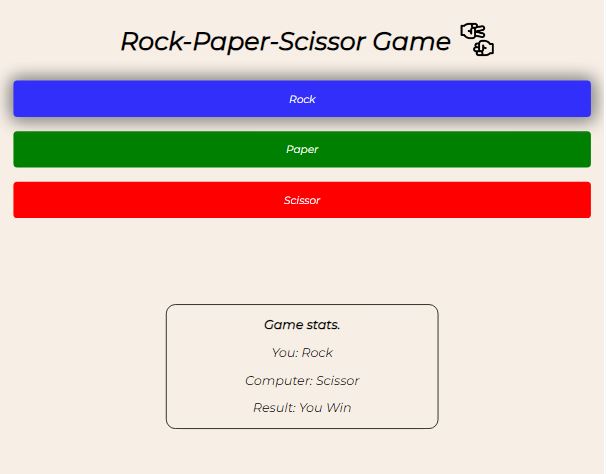 Rock-Paper-Scissor Game
Rock
Paper
Scissor
Game stats.
You: Rock
Computer: Scissor
Result: You Win